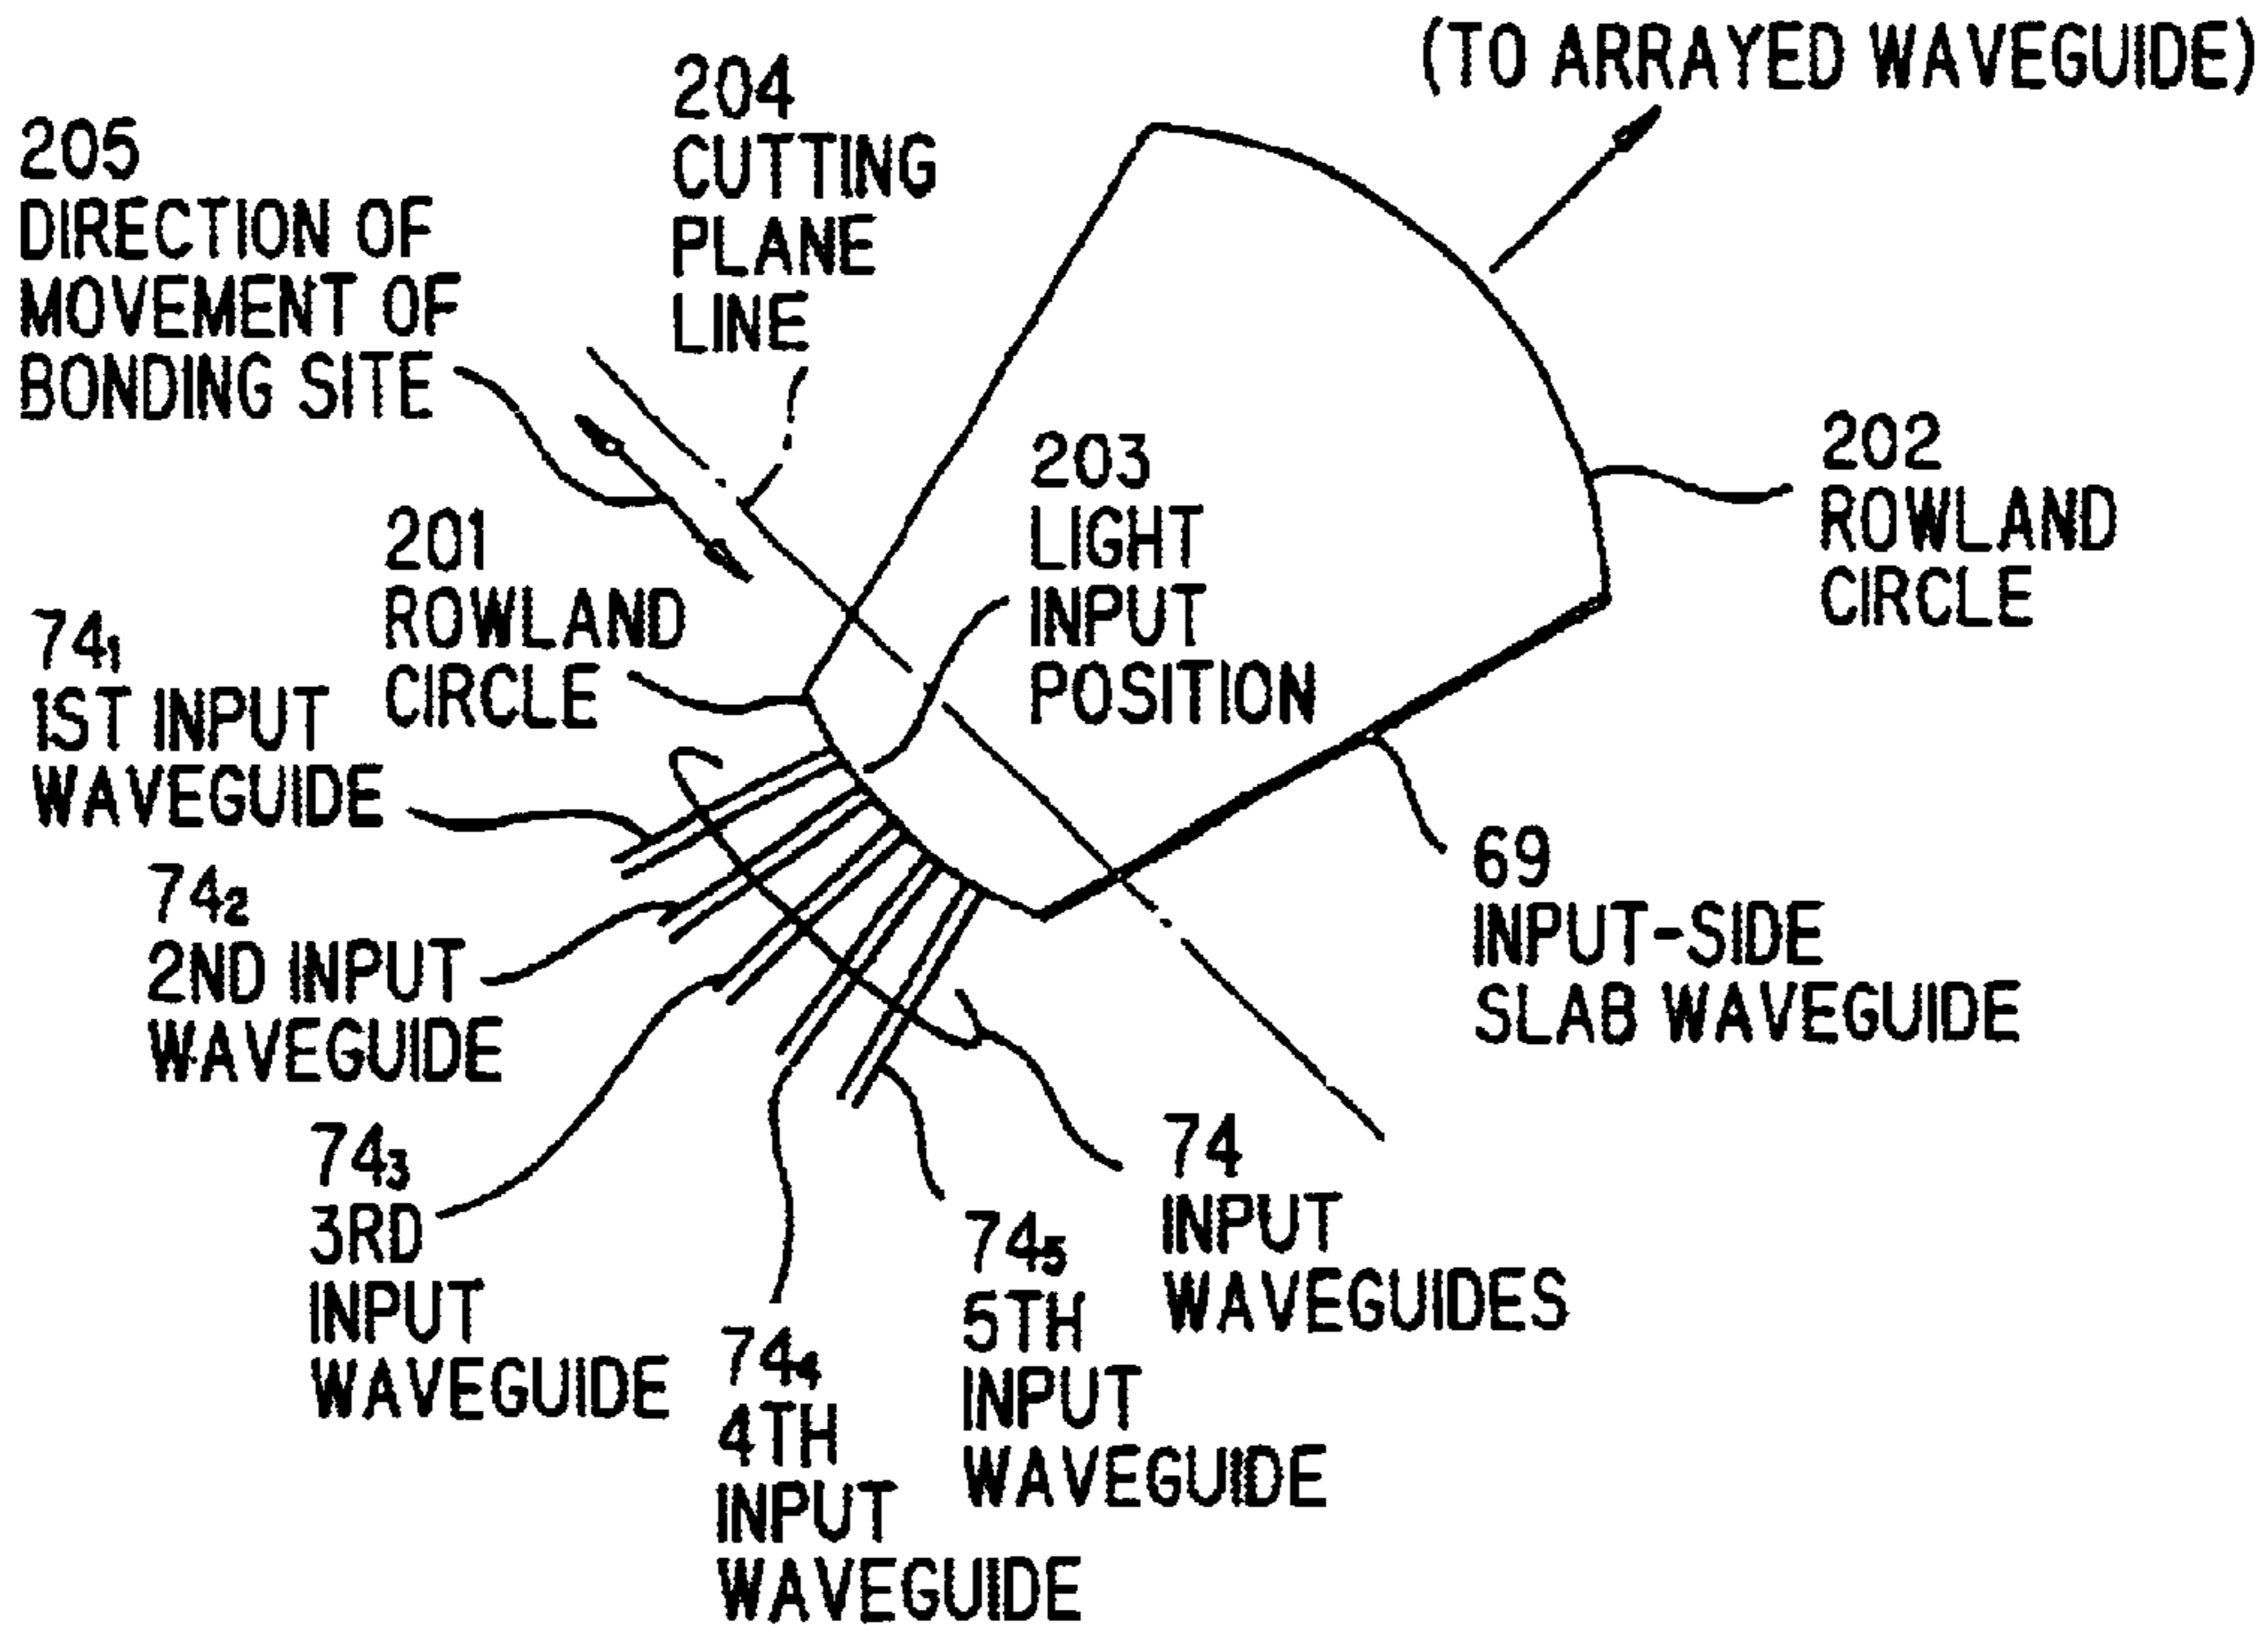 (TO ARRAYED WAVEGUIDE)
204
CUTTING
PLANE
LINE
205
DIRECTION OF
MOVEMENT OF
BONDING SITE
203
LIGHT
INPUT
POSITION
202
ROWLAND
CIRCLE
201
ROWLAND
CIRCLE
74₁
1ST INPUT
WAVEGUIDE
69
INPUT-SIDE
SLAB WAVEGUIDE
74₂
2ND INPUT
WAVEGUIDE
74₃
3RD
INPUT
WAVEGUIDE
74
INPUT
WAVEGUIDES
74₅
5TH
INPUT
WAVEGUIDE
74₄
4TH
INPUT
WAVEGUIDE